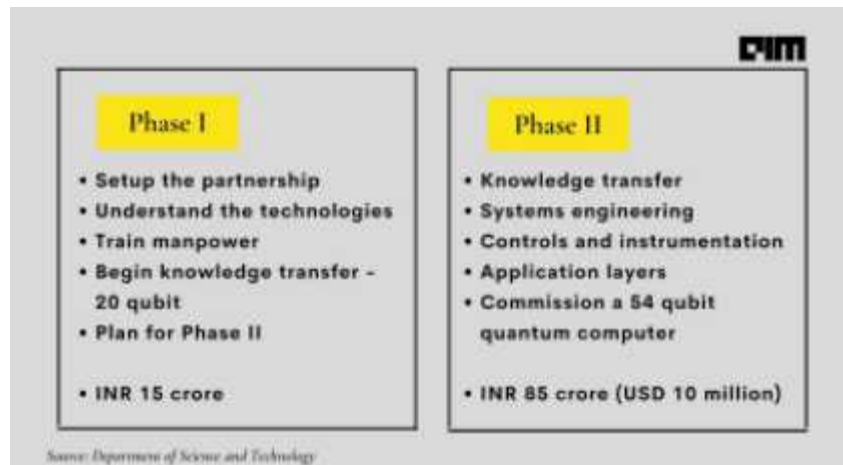 AIM
Phase I
• Setup the partnership
• Understand the technologies
• Train manpower
• Begin knowledge transfer -
20 qubit
• Plan for Phase II
• INR 15 crore
Phase II
• Knowledge transfer
• Systems engineering
• Controls and instrumentation
• Application layers
• Commission a 54 qubit
quantum computer
• INR 85 crore (USD 10 million)
Source: Department of Science and Technology